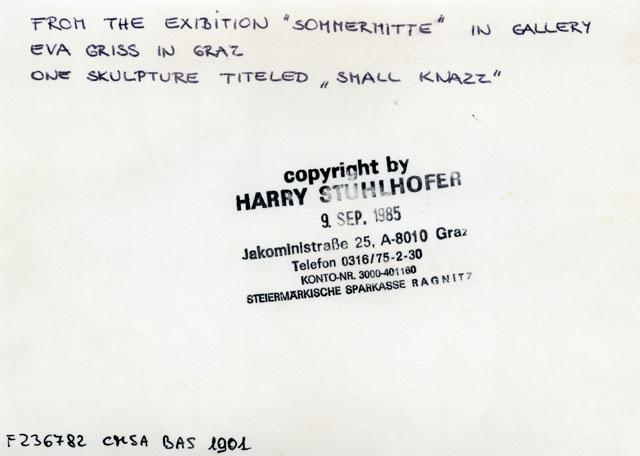 FROM THE EXIBITION "SOMMERMITTE" IN GALLERY
EVA GRISS IN GRAZ
ONE SKULPTURE TITELED „SMALL KNAZZ"
copyright by
HARRY STUHLHOFER
9. SEP. 1985
Jakoministraße 25, A-8010 Graz
Telefon 0316/75-2-30
KONTO-NR. 3000-401160
STEIERMÄRKISCHE SPARKASSE RAGNITZ
F236782 CMSA BAS 1901